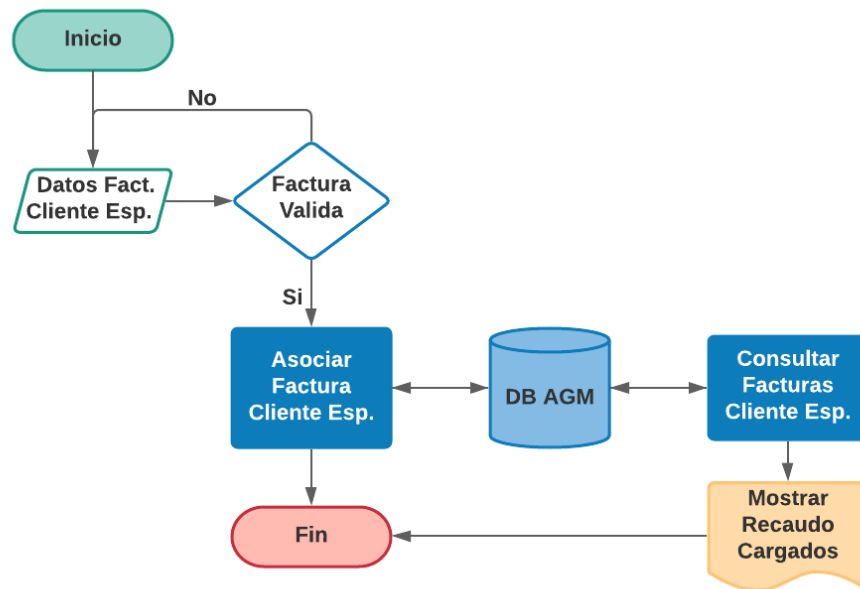 Inicio
No
Datos Fact.
Cliente Esp.
Factura
Valida
Si
Asociar
Factura
Cliente Esp.
DB AGM
Consultar
Facturas
Cliente Esp.
Fin
Mostrar
Recaudo
Cargados